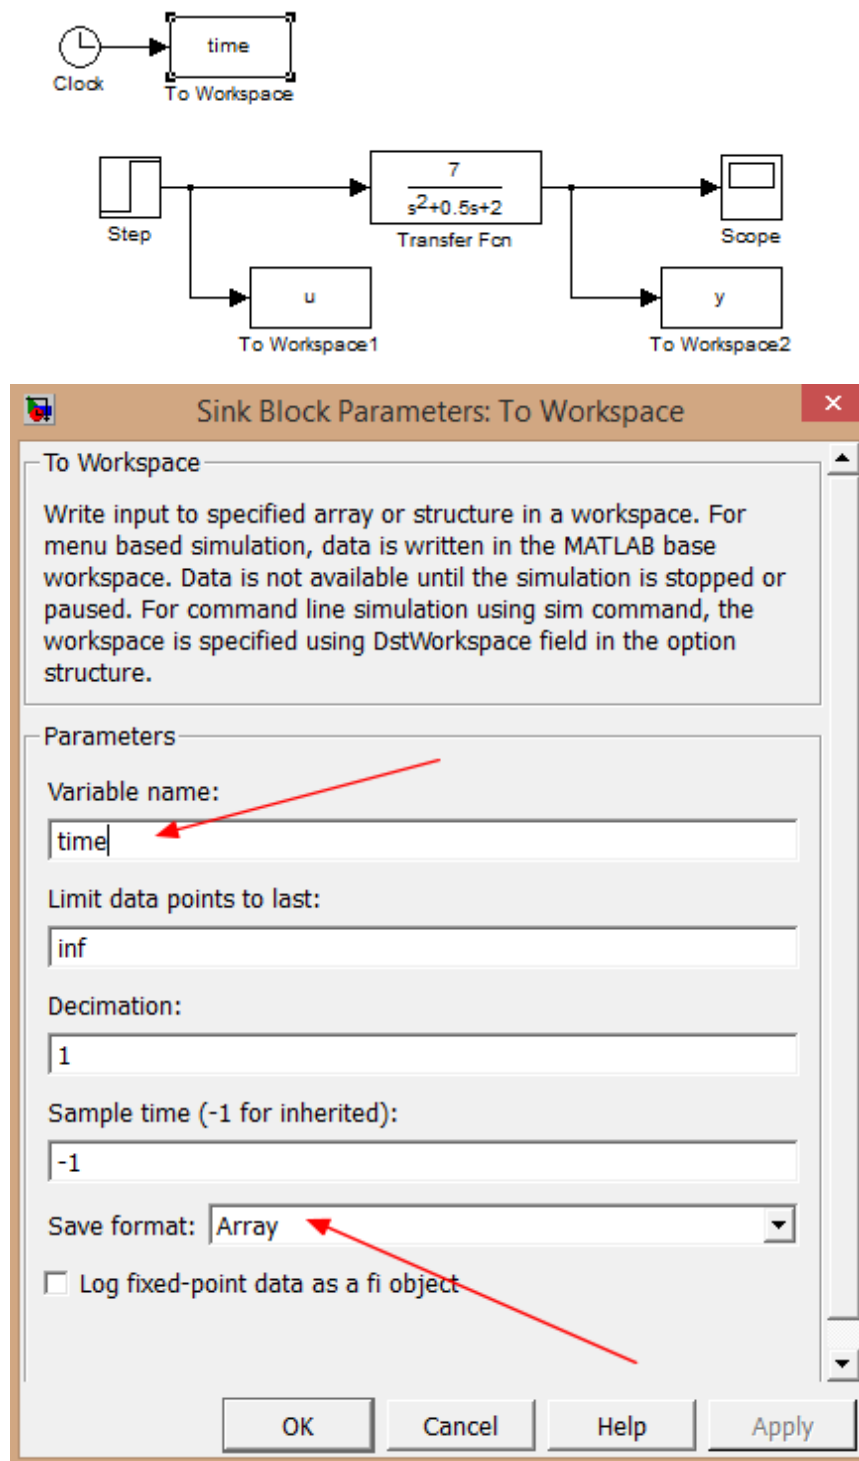 time
Clock
To Workspace
7
s2+0.5s+2
Step
Transfer Fcn
Scope
u
y
To Workspace1
To Workspace2
Sink Block Parameters: To Workspace
To Workspace
Write input to specified array or structure in a workspace. For
menu based simulation, data is written in the MATLAB base
workspace. Data is not available until the simulation is stopped or
paused. For command line simulation using sim command, the
workspace is specified using DstWorkspace field in the option
structure.
Parameters
Variable name:
time
Limit data points to last:
inf
Decimation:
1
Sample time (-1 for inherited):
-1
Save format: Array
Log fixed-point data as a fi object
OK Cancel Help Apply